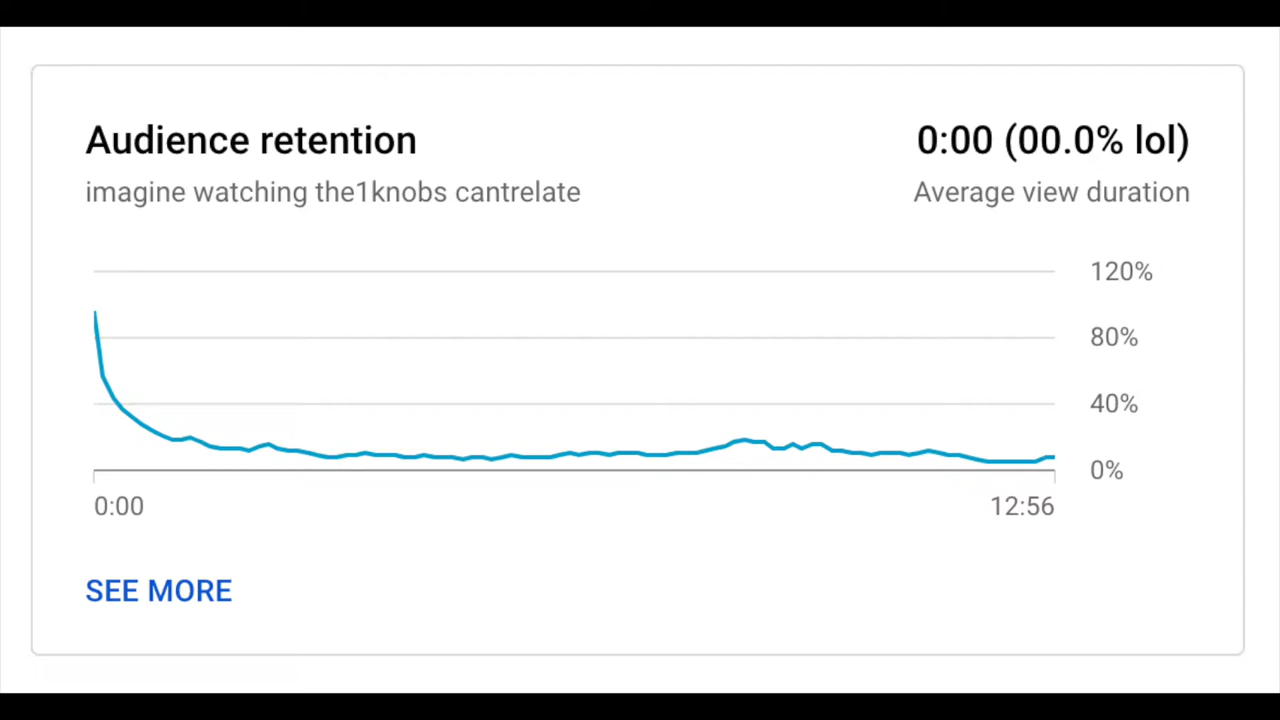 Audience retention
0:00 (00.0% lol)
imagine watching the1knobs cantrelate
Average view duration
120%
80%
40%
0%
0:00
12:56
SEE MORE